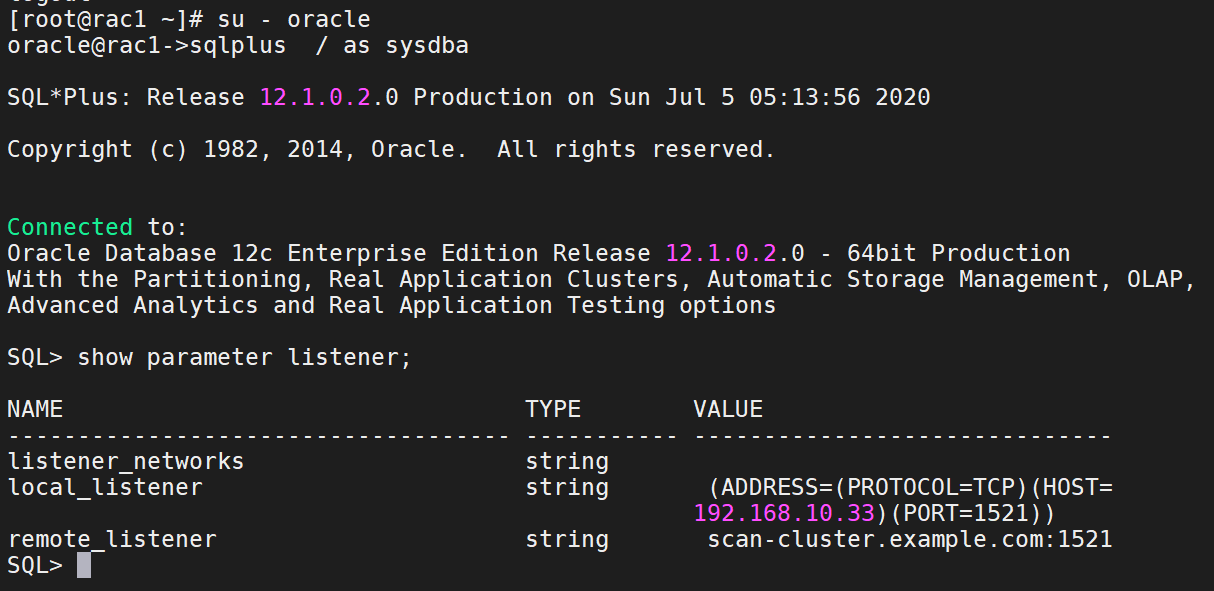 [root@rac1 ~]# su - oracle
oracle@rac1->sqlplus  / as sysdba
SQL*Plus: Release 12.1.0.2.0 Production on Sun Jul 5 05:13:56 2020
Copyright (c) 1982, 2014, Oracle.  All rights reserved.
Connected to:
Oracle Database 12c Enterprise Edition Release 12.1.0.2.0 - 64bit Production
With the Partitioning, Real Application Clusters, Automatic Storage Management, OLAP,
Advanced Analytics and Real Application Testing options
SQL> show parameter listener;
NAME                                 TYPE        VALUE
------------------------------------ ----------- ------------------------------
listener_networks                    string
local_listener                       string       (ADDRESS=(PROTOCOL=TCP)(HOST=
                                                 192.168.10.33)(PORT=1521))
remote_listener                      string       scan-cluster.example.com:1521
SQL>